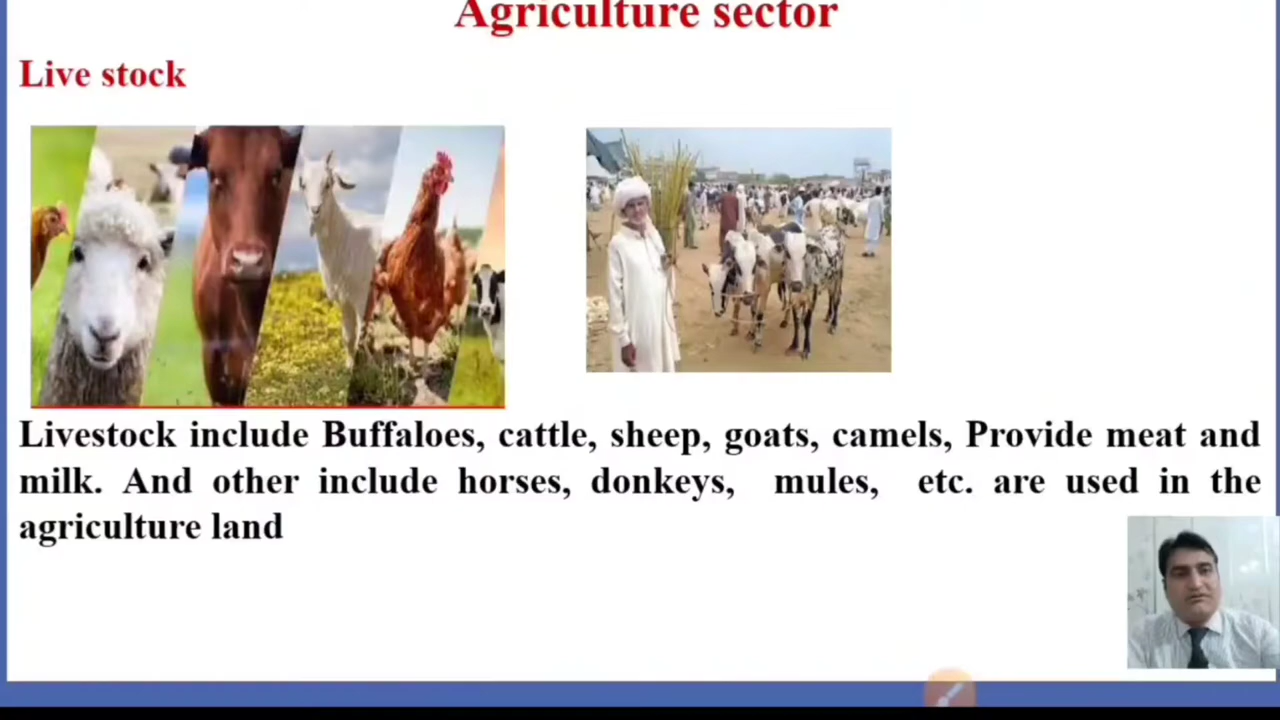 Agriculture sector
Live stock
Livestock include Buffaloes, cattle, sheep, goats, camels, Provide meat and
milk. And other include horses, donkeys, mules, etc. are used in the
agriculture land